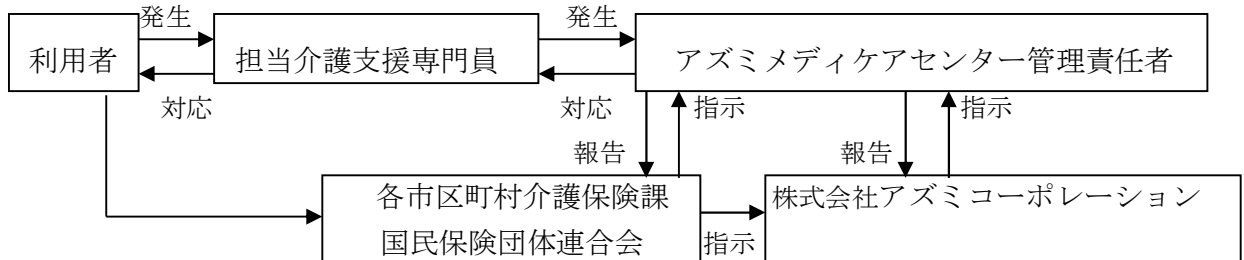 発生
発生
利用者
担当介護支援専門員
アズミメディケアセンター管理責任者
対応
対応
指示
指示
報告
報告
各市区町村介護保険課
株式会社アズミコーポレーション
国民保険団体連合会
指示